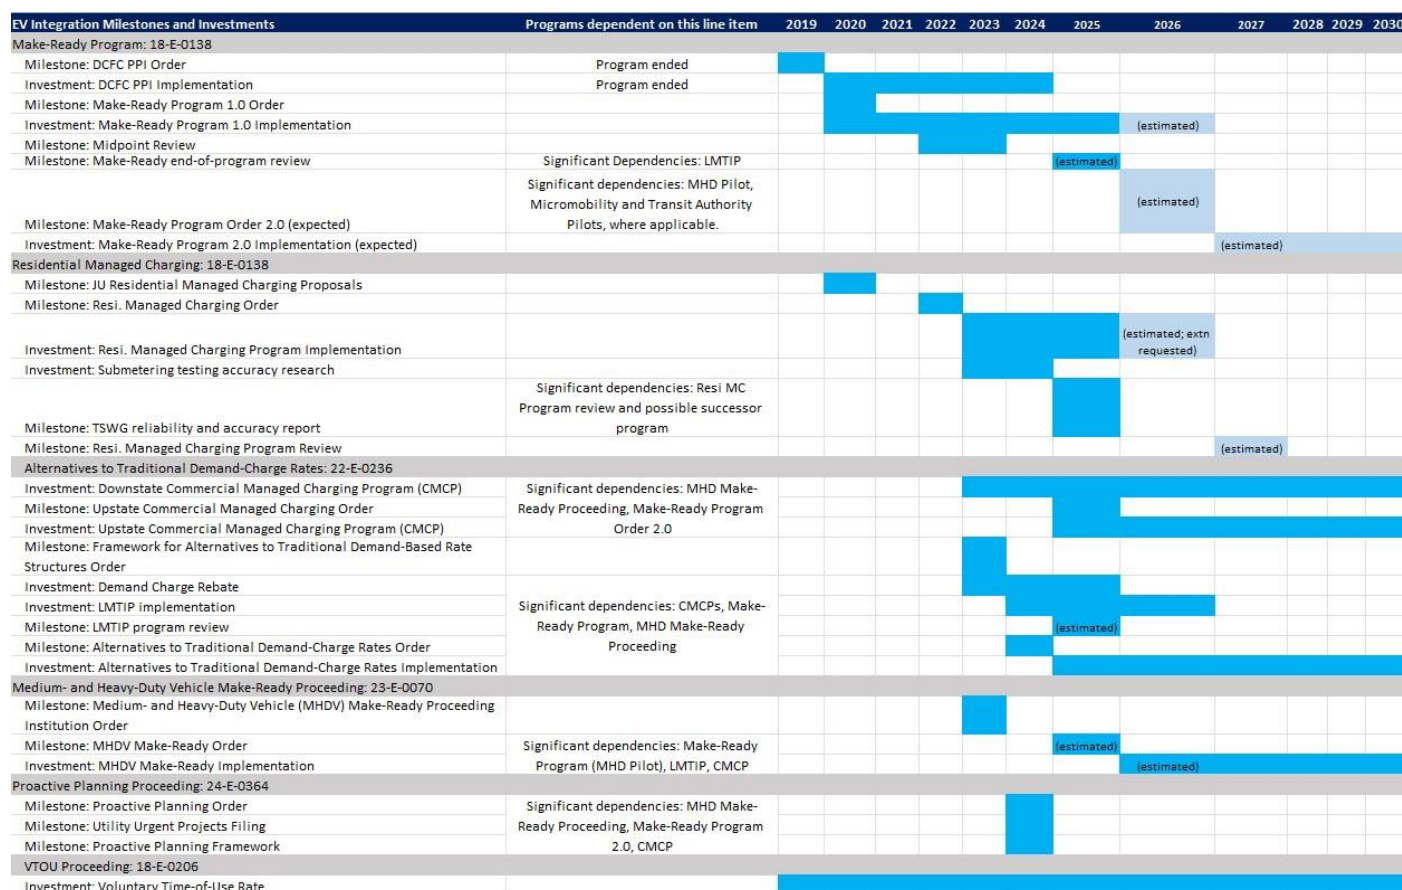 EV Integration Milestones and Investments Programs dependent on this line item 2019 2020 2021 2022 2023 2024 2025 2026 2027 2028 2029 2030
Make-Ready Program: 18-E-0138
Milestone: DCFC PPI Order Program ended
Investment: DCFC PPI Implementation Program ended
Milestone: Make-Ready Program 1.0 Order
Investment: Make-Ready Program 1.0 Implementation (estimated)
Milestone: Midpoint Review
Milestone: Make-Ready end-of-program review Significant Dependencies: LMTIP (estimated)
Significant dependencies: MHD Pilot,
Micromobility and Transit Authority (estimated)
Milestone: Make-Ready Program Order 2.0 (expected) Pilots, where applicable.
Investment: Make-Ready Program 2.0 Implementation (expected) (estimated)
Residential Managed Charging: 18-E-0138
Milestone: JU Residential Managed Charging Proposals
Milestone: Resi. Managed Charging Order
(estimated; extn
Investment: Resi. Managed Charging Program Implementation requested)
Investment: Submetering testing accuracy research
Significant dependencies: Resi MC
Program review and possible successor
Milestone: TSWG reliability and accuracy report program
Milestone: Resi. Managed Charging Program Review (estimated)
Alternatives to Traditional Demand-Charge Rates: 22-E-0236
Investment: Downstate Commercial Managed Charging Program (CMCP) Significant dependencies: MHD Make-
Milestone: Upstate Commercial Managed Charging Order Ready Proceeding, Make-Ready Program
Investment: Upstate Commercial Managed Charging Program (CMCP) Order 2.0
Milestone: Framework for Alternatives to Traditional Demand-Based Rate
Structures Order
Investment: Demand Charge Rebate
Investment: LMTIP implementation Significant dependencies: CMCPs, Make-
Milestone: LMTIP program review Ready Program, MHD Make-Ready (estimated)
Milestone: Alternatives to Traditional Demand-Charge Rates Order Proceeding
Investment: Alternatives to Traditional Demand-Charge Rates Implementation
Medium- and Heavy-Duty Vehicle Make-Ready Proceeding: 23-E-0070
Milestone: Medium- and Heavy-Duty Vehicle (MHDV) Make-Ready Proceeding
Institution Order
Milestone: MHDV Make-Ready Order Significant dependencies: Make-Ready (estimated)
Investment: MHDV Make-Ready Implementation Program (MHD Pilot), LMTIP, CMCP (estimated)
Proactive Planning Proceeding: 24-E-0364
Milestone: Proactive Planning Order Significant dependencies: MHD Make-
Milestone: Utility Urgent Projects Filing Ready Proceeding, Make-Ready Program
Milestone: Proactive Planning Framework 2.0, CMCP
VTOU Proceeding: 18-E-0206
Investment: Voluntary Time-of-Use Rate